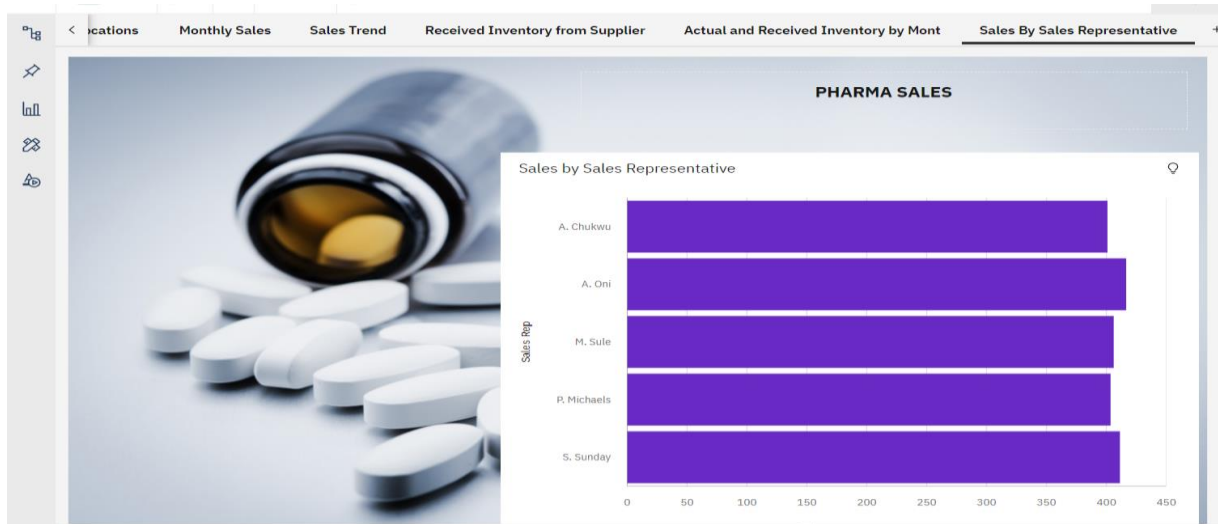 ocations Monthly Sales Sales Trend Received Inventory from Supplier Actual and Received Inventory by Mont Sales By Sales Representative +
PHARMA SALES
Sales by Sales Representative
A. Chukwu
A. Oni
M. Sule
P. Michaels
S. Sunday
Sales Rep
0 50 100 150 200 250 300 350 400 450